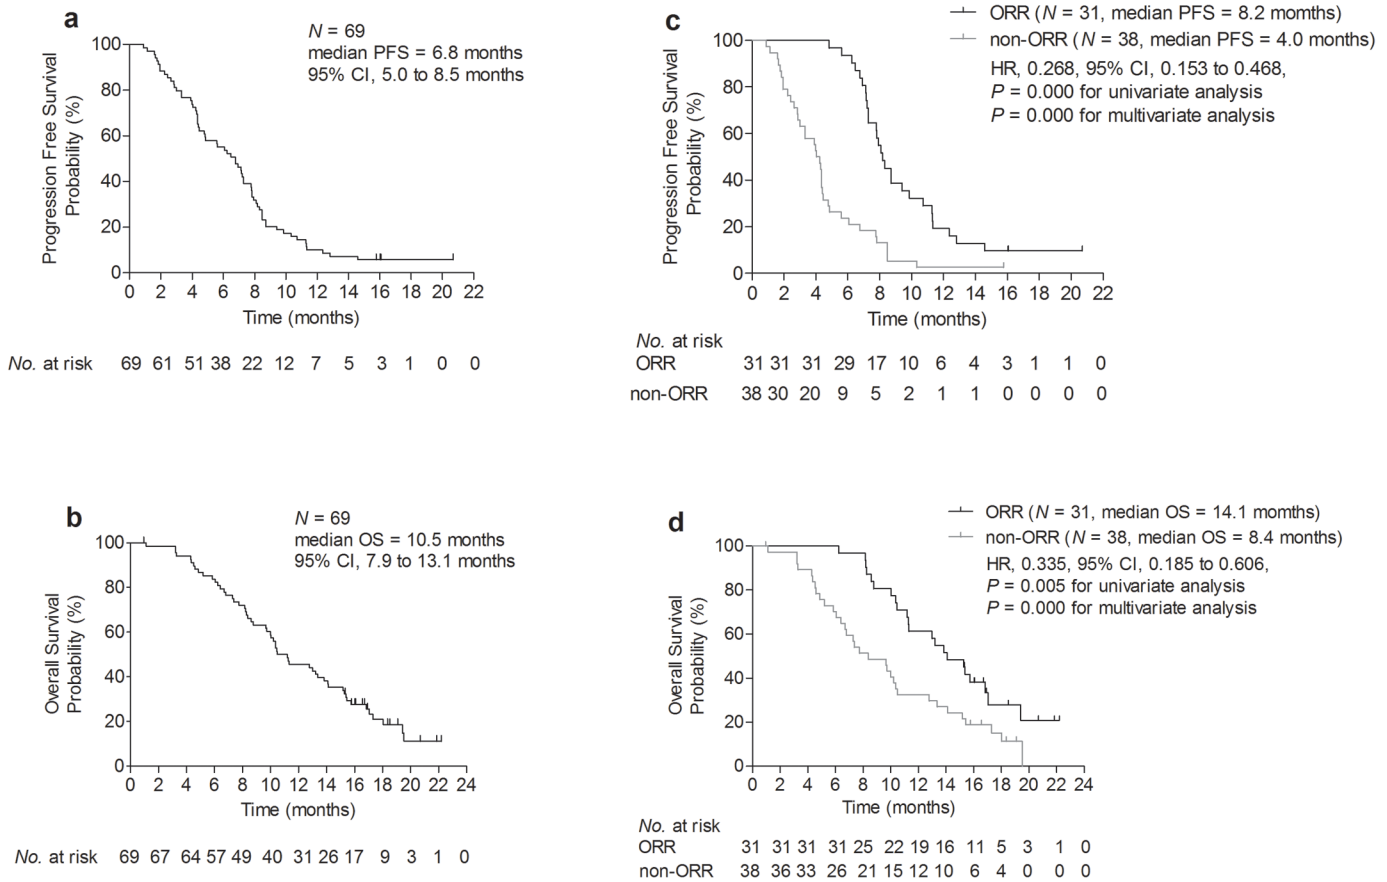 a
N = 69
median PFS = 6.8 months
95% CI, 5.0 to 8.5 months
Progression Free Survival
Probability (%)
100
80
60
40
20
0
0 2 4 6 8 10 12 14 16 18 20 22
Time (months)
No. at risk 69 61 51 38 22 12 7 5 3 1 0 0
c
ORR (N = 31, median PFS = 8.2 momths)
non-ORR (N = 38, median PFS = 4.0 months)
HR, 0.268, 95% CI, 0.153 to 0.468,
P = 0.000 for univariate analysis
P = 0.000 for multivariate analysis
Progression Free Survival
Probability (%)
100
80
60
40
20
0
0 2 4 6 8 10 12 14 16 18 20 22
Time (months)
No. at risk
ORR 31 31 31 29 17 10 6 4 3 1 1 0
non-ORR 38 30 20 9 5 2 1 1 0 0 0 0
b
N = 69
median OS = 10.5 months
95% CI, 7.9 to 13.1 months
Overall Survival
Probability (%)
100
80
60
40
20
0
0 2 4 6 8 10 12 14 16 18 20 22 24
Time (months)
No. at risk 69 67 64 57 49 40 31 26 17 9 3 1 0
d
ORR (N = 31, median OS = 14.1 momths)
non-ORR (N = 38, median OS = 8.4 months)
HR, 0.335, 95% CI, 0.185 to 0.606,
P = 0.005 for univariate analysis
P = 0.000 for multivariate analysis
Overall Survival
Probability (%)
100
80
60
40
20
0
0 2 4 6 8 10 12 14 16 18 20 22 24
Time (months)
No. at risk
ORR 31 31 31 31 25 22 19 16 11 5 3 1 0
non-ORR 38 36 33 26 21 15 12 10 6 4 0 0 0